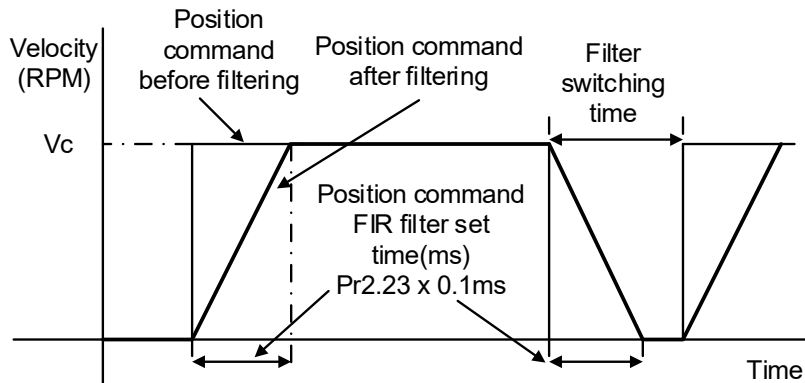 Position
command
before filtering
Position command
after filtering
Filter
switching
time
Velocity
(RPM)
Vc
Position command
FIR filter set
time(ms)
Pr2.23 x 0.1ms
Time